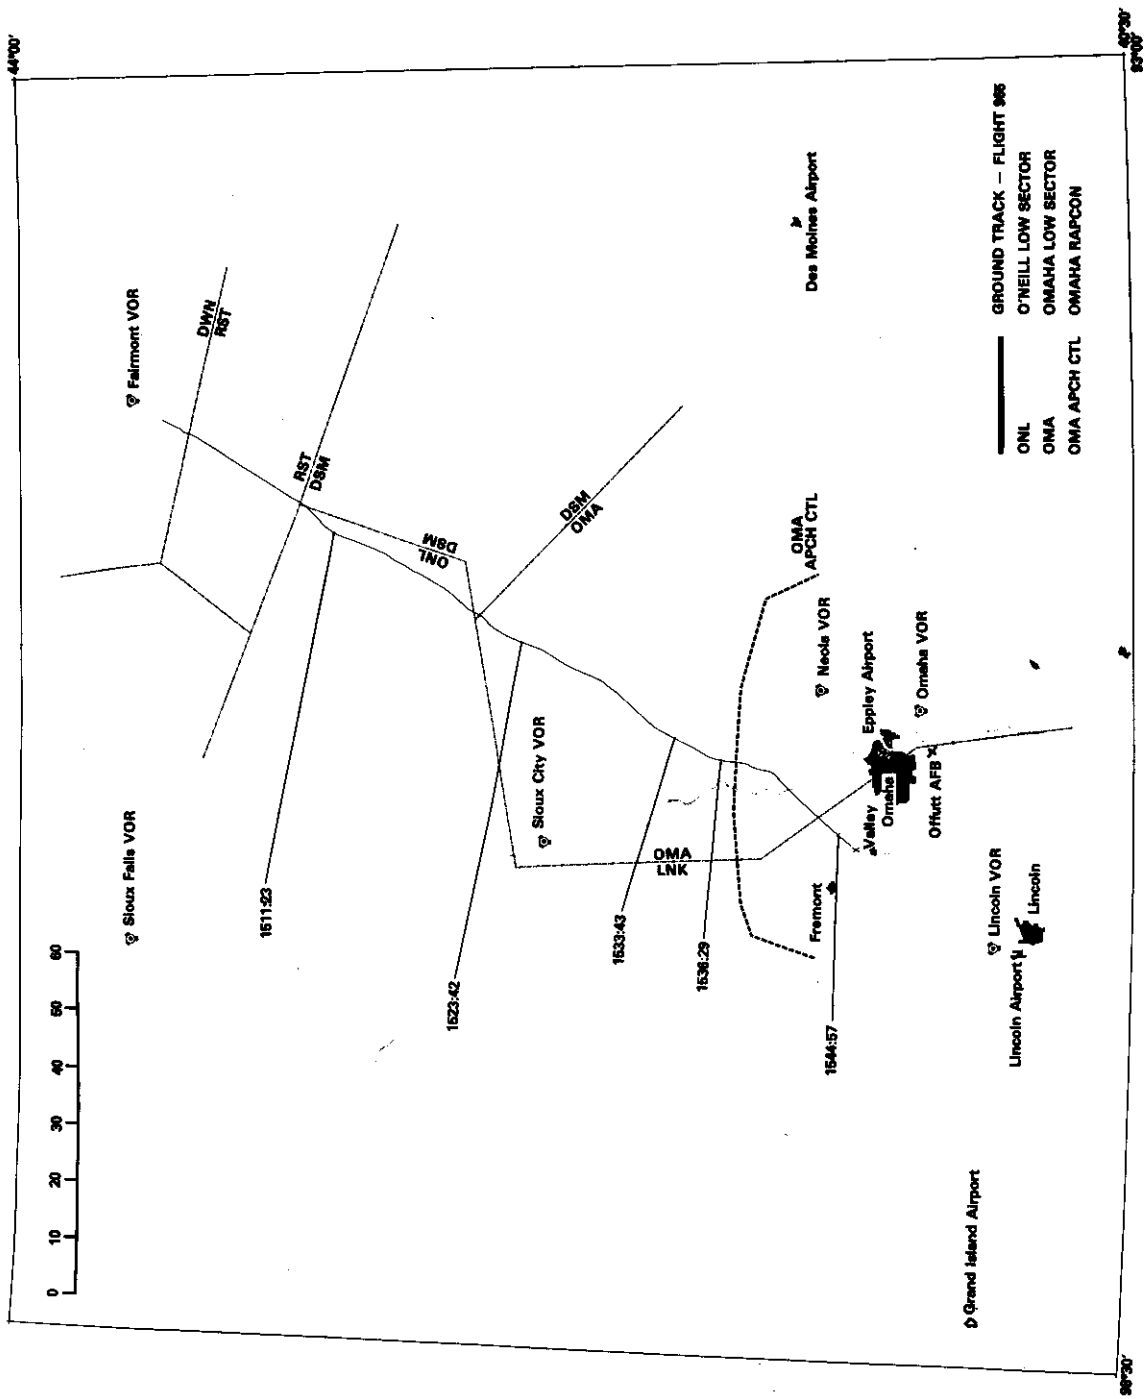 44°00'
40°30'
93°00'
98°30'
0 10 20 30 40 50 60
Sioux Falls VOR
Fairmont VOR
DWN
RST
RST
DSM
ONL
DSM
DSM
OMA
1511:23
1523:42
1533:43
1536:29
1544:57
Sioux City VOR
OMA
LNK
OMA
APCH CTL
Neola VOR
Des Moines Airport
Eppley Airport
Omaha VOR
Fremont
Valley
Omaha
Offutt AFB
Lincoln VOR
Lincoln Airport
Lincoln
Grand Island Airport
GROUND TRACK – FLIGHT 965
ONL O'NEILL LOW SECTOR
OMA OMAHA LOW SECTOR
OMA APCH CTL OMAHA RAPCON